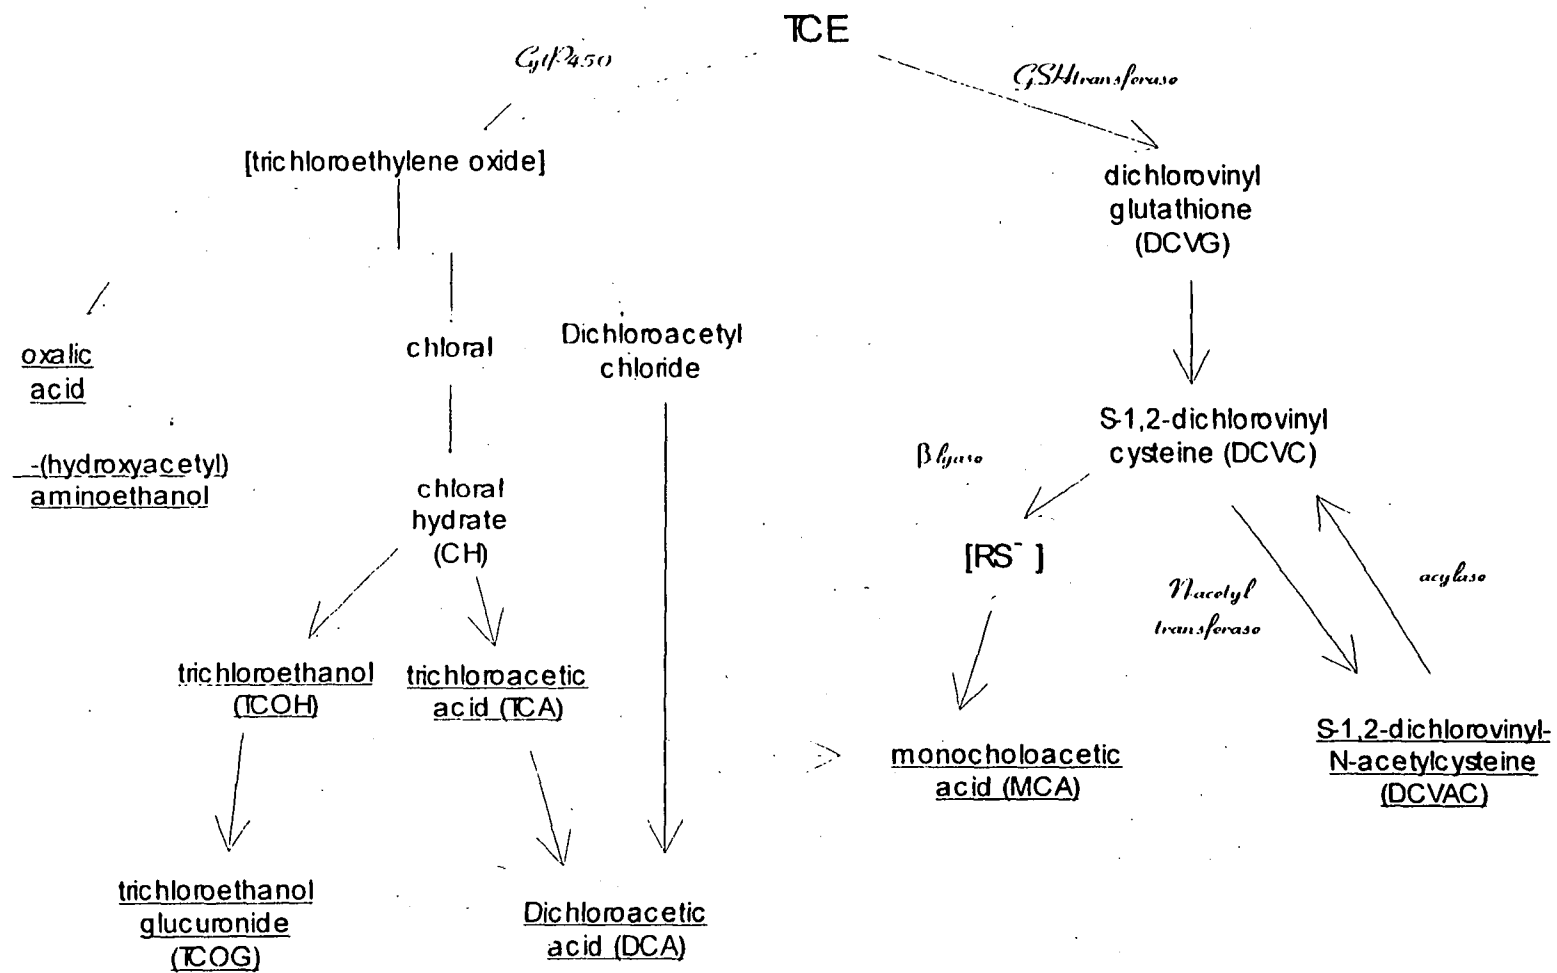 TCE
CytP450
GSHtransferase
[trichloroethylene oxide]
dichlorovinyl
glutathione
(DCVG)
oxalic
acid
chloral
Dichloroacetyl
chloride
-(hydroxyacetyl)
aminoethanol
chloral
hydrate
(CH)
β lyase
S-1,2-dichlorovinyl
cysteine (DCVC)
[RS⁻ ]
N acetyl
transferase
acylase
trichloroethanol
(TCOH)
trichloroacetic
acid (TCA)
monocholoacetic
acid (MCA)
S-1,2-dichlorovinyl-
N-acetylcysteine
(DCVAC)
trichloroethanol
glucuronide
(TCOG)
Dichloroacetic
acid (DCA)